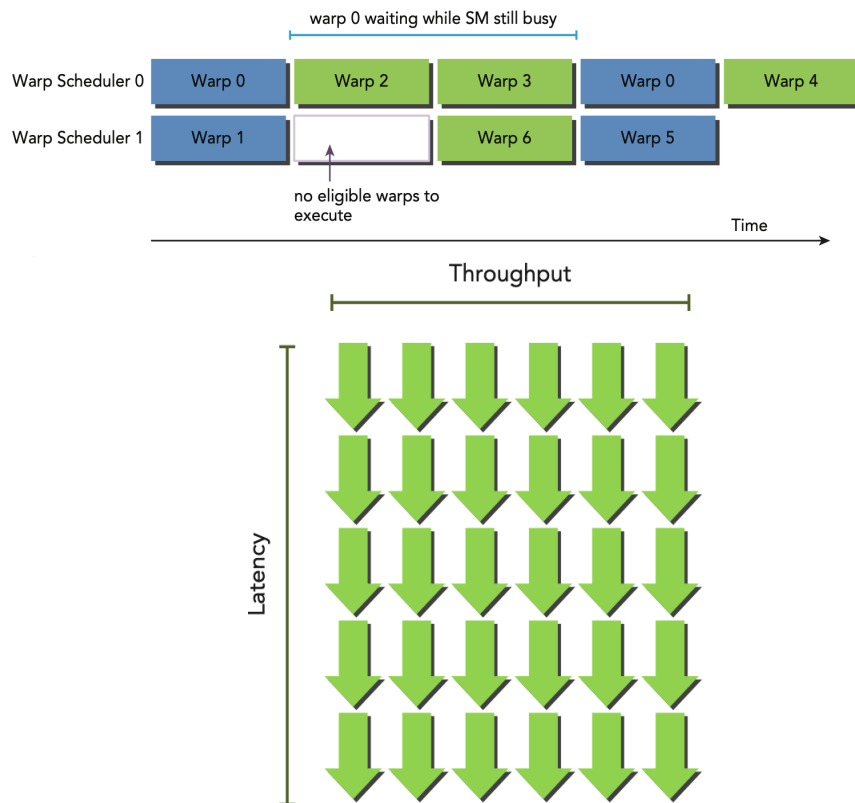 warp 0 waiting while SM still busy
Warp Scheduler 0 Warp 0 Warp 2 Warp 3 Warp 0 Warp 4
Warp Scheduler 1 Warp 1 Warp 6 Warp 5
no eligible warps to
execute
Time
Throughput
Latency